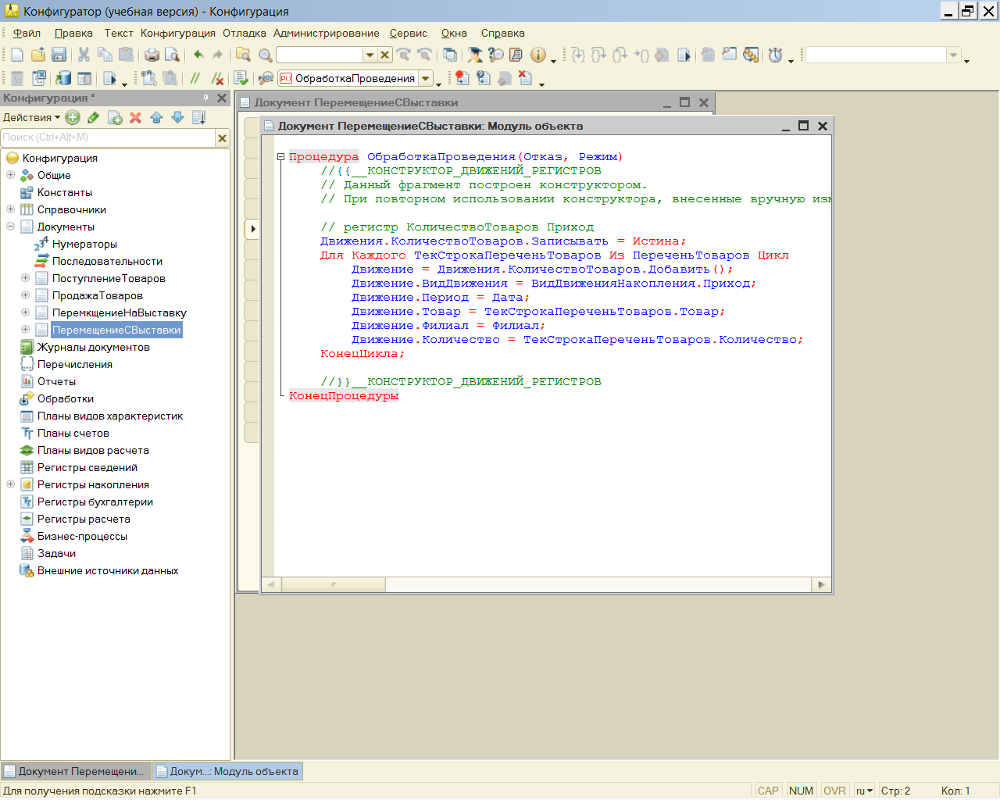 Конфигуратор (учебная версия) - Конфигурация
Файл Правка Текст Конфигурация Отладка Администрирование Сервис Окна Справка
ОбработкаПроведения
Конфигурация *
Действия
Поиск (Ctrl+Alt+M)
Конфигурация
Общие
Константы
Справочники
Документы
Нумераторы
Последовательности
ПоступлениеТоваров
ПродажаТоваров
ПеремкщениеНаВыставку
ПеремещениеСВыставки
Журналы документов
Перечисления
Отчеты
Обработки
Планы видов характеристик
Планы счетов
Планы видов расчета
Регистры сведений
Регистры накопления
Регистры бухгалтерии
Регистры расчета
Бизнес-процессы
Задачи
Внешние источники данных
Документ ПеремещениеСВыставки
Документ ПеремещениеСВыставки: Модуль объекта
Процедура ОбработкаПроведения(Отказ, Режим)
//{{__КОНСТРУКТОР_ДВИЖЕНИЙ_РЕГИСТРОВ
// Данный фрагмент построен конструктором.
// При повторном использовании конструктора, внесенные вручную изм
// регистр КоличествоТоваров Приход
Движения.КоличествоТоваров.Записывать = Истина;
Для Каждого ТекСтрокаПереченьТоваров Из ПереченьТоваров Цикл
Движение = Движения.КоличествоТоваров.Добавить();
Движение.ВидДвижения = ВидДвиженияНакопления.Приход;
Движение.Период = Дата;
Движение.Товар = ТекСтрокаПереченьТоваров.Товар;
Движение.Филиал = Филиал;
Движение.Количество = ТекСтрокаПереченьТоваров.Количество;
КонецЦикла;
//}}__КОНСТРУКТОР_ДВИЖЕНИЙ_РЕГИСТРОВ
КонецПроцедуры
Документ Перемещени... Докум...: Модуль объекта
Для получения подсказки нажмите F1 CAP NUM OVR ru Стр: 2 Кол: 1